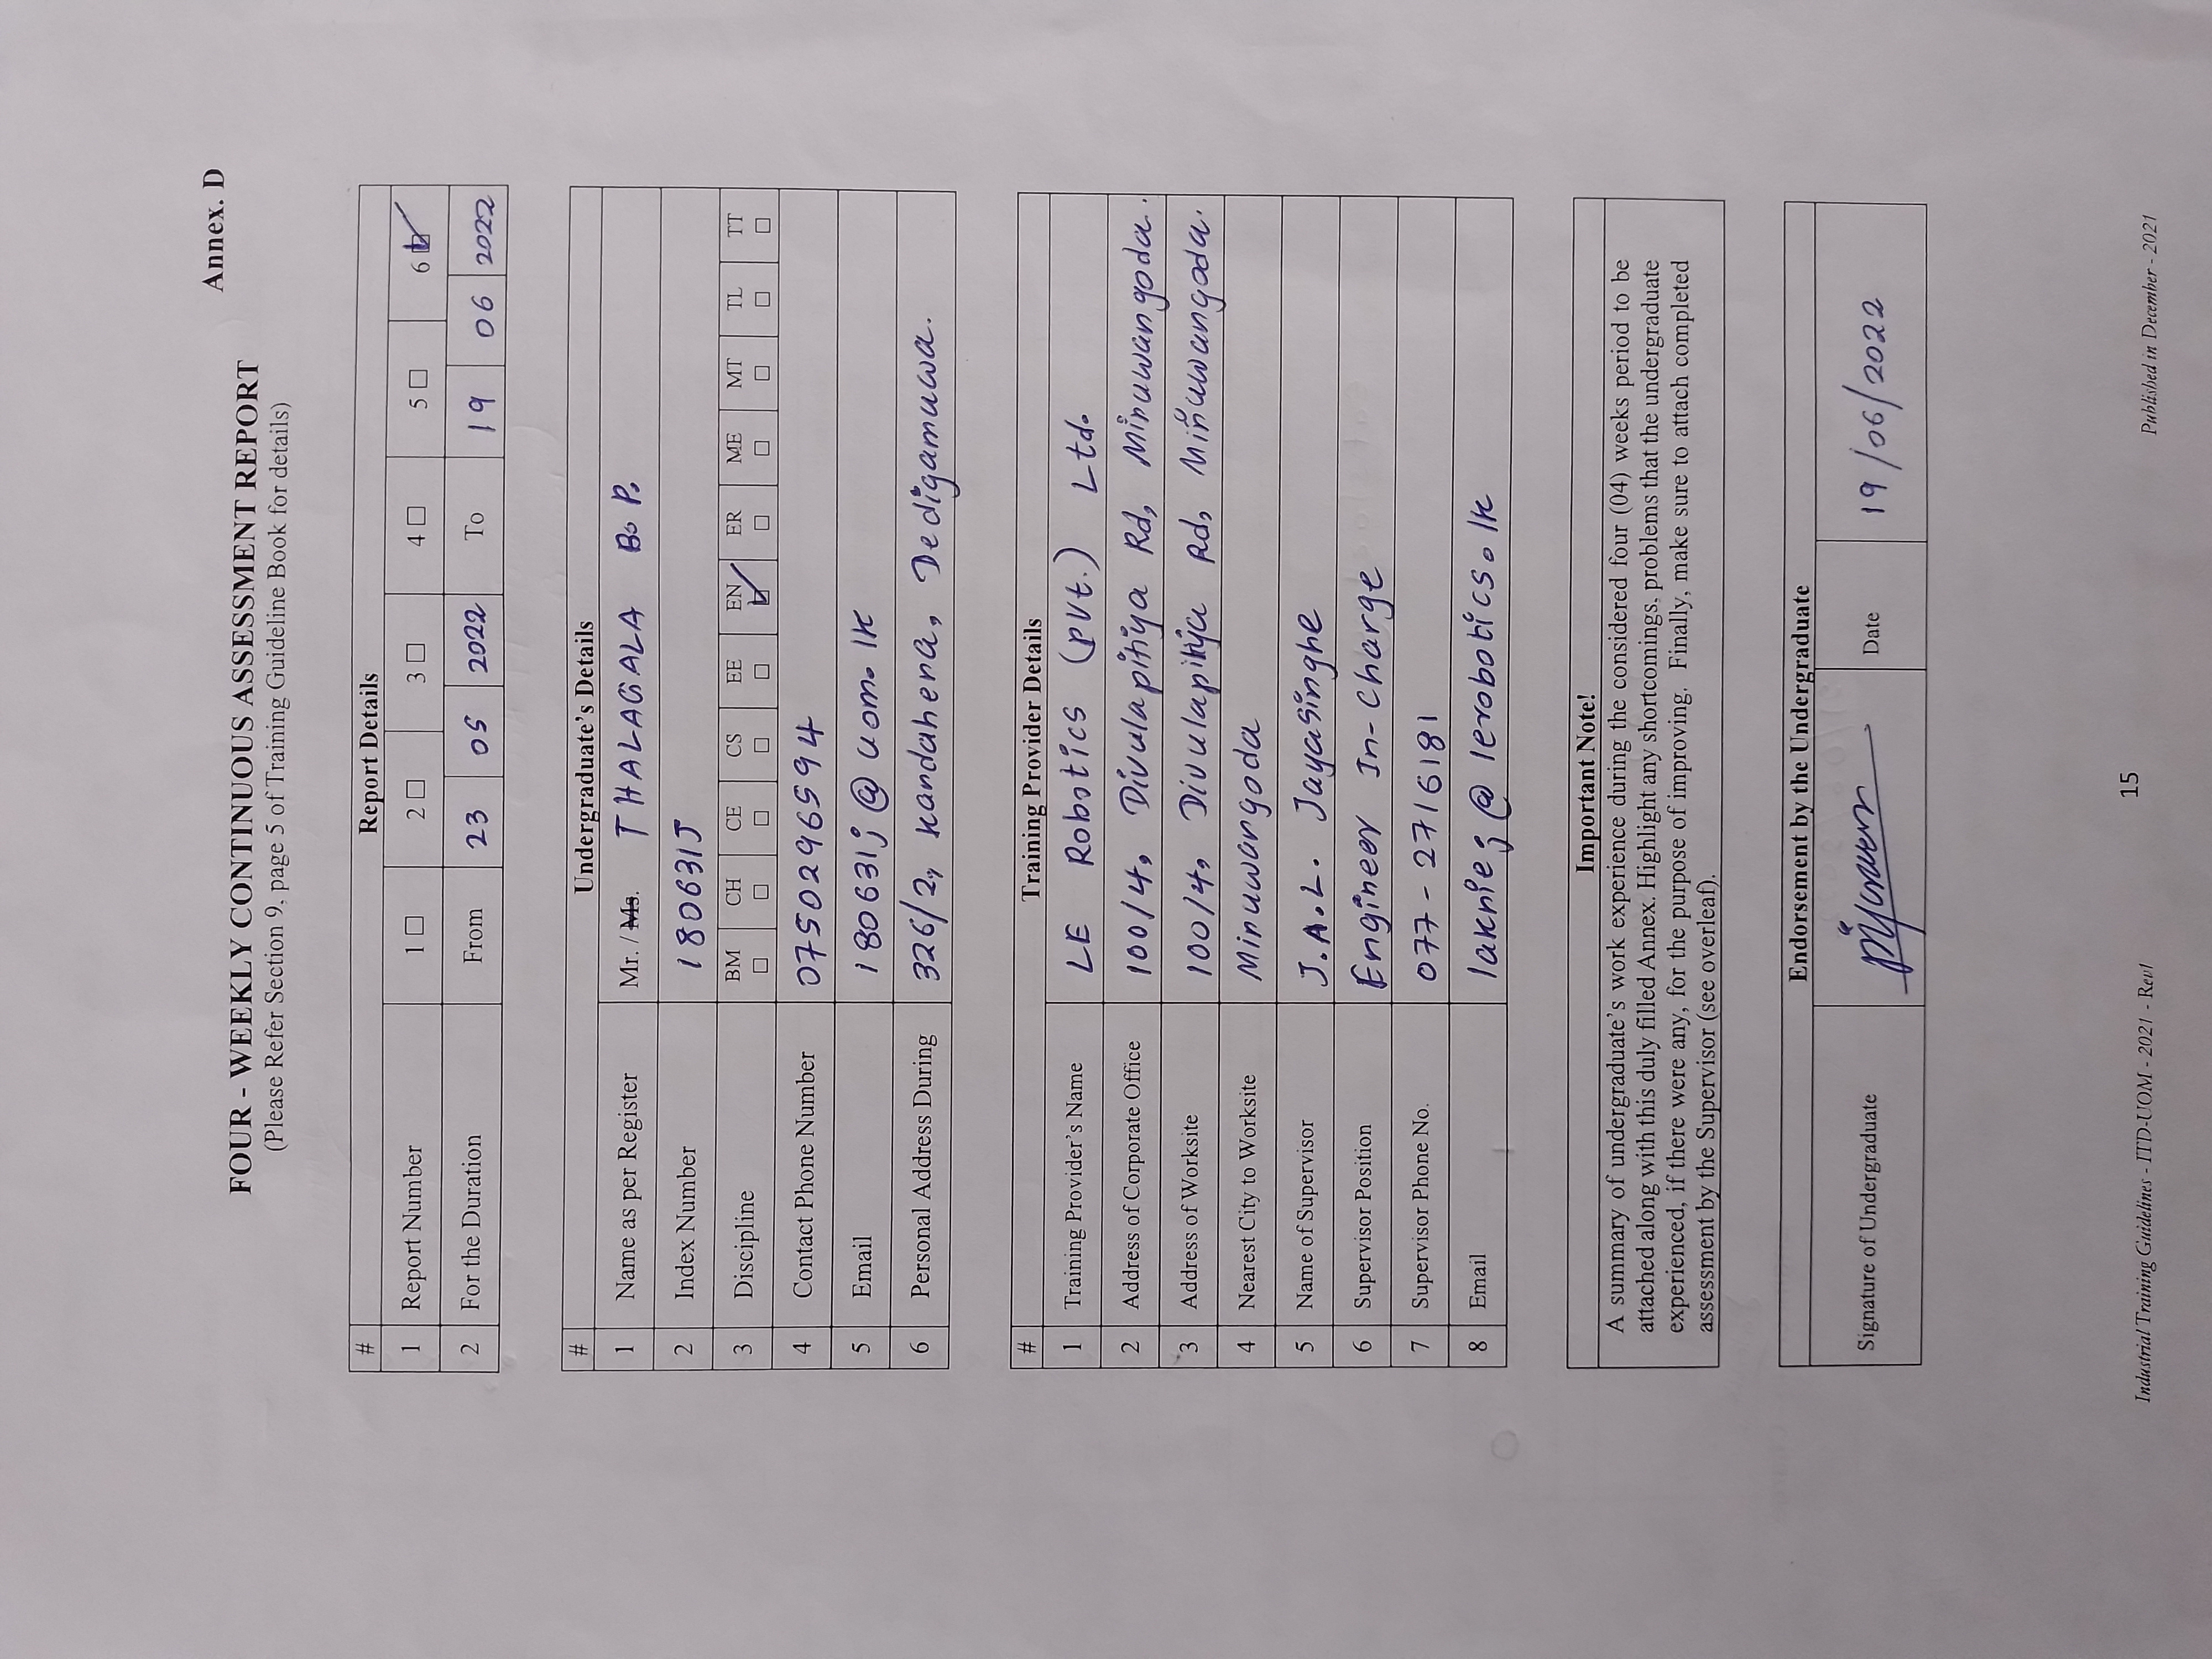 Annex. D
FOUR - WEEKLY CONTINUOUS ASSESSMENT REPORT
(Please Refer Section 9, page 5 of Training Guideline Book for details)
# Report Details
1 Report Number 1 ☐ 2 ☐ 3 ☐ 4 ☐ 5 ☐ 6 ☑
2 For the Duration From 23 05 2022 To 19 06 2022
# Undergraduate's Details
1 Name as per Register Mr. / Ms. THALAGALA B. P.
2 Index Number 180631J
3 Discipline BM ☐ CH ☐ CE ☐ CS ☐ EE ☐ EN ☑ ER ☐ ME ☐ MT ☐ TL ☐ TT ☐
4 Contact Phone Number 0750296594
5 Email 180631j@uom.lk
6 Personal Address During 326/2, Kandahena, Dedigamuwa.
# Training Provider Details
1 Training Provider's Name LE Robotics (pvt.) Ltd.
2 Address of Corporate Office 100/4, Divulapitiya Rd, Minuwangoda.
3 Address of Worksite 100/4, Divulapitiya Rd, Minuwangoda.
4 Nearest City to Worksite Minuwangoda
5 Name of Supervisor J.A.L. Jayasinghe
6 Supervisor Position Engineer In-Charge
7 Supervisor Phone No. 077-2716181
8 Email lakniej@lerobotics.lk
Important Note!
A summary of undergraduate's work experience during the considered four (04) weeks period to be
attached along with this duly filled Annex. Highlight any shortcomings, problems that the undergraduate
experienced, if there were any, for the purpose of improving. Finally, make sure to attach completed
assessment by the Supervisor (see overleaf).
Endorsement by the Undergraduate
Signature of Undergraduate Date 19/06/2022
15
Industrial Training Guidelines - ITD-UOM - 2021 - Rev1 Published in December - 2021